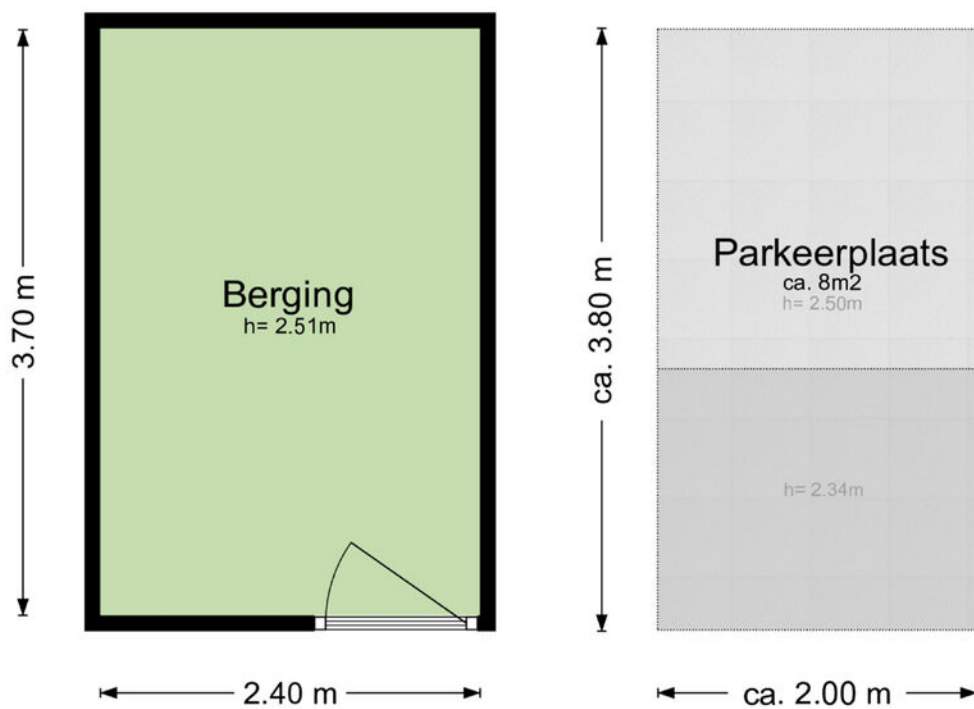 3.70 m
Berging
h= 2.51m
2.40 m
ca. 3.80 m
Parkeerplaats
ca. 8m2
h= 2.50m
h= 2.34m
ca. 2.00 m